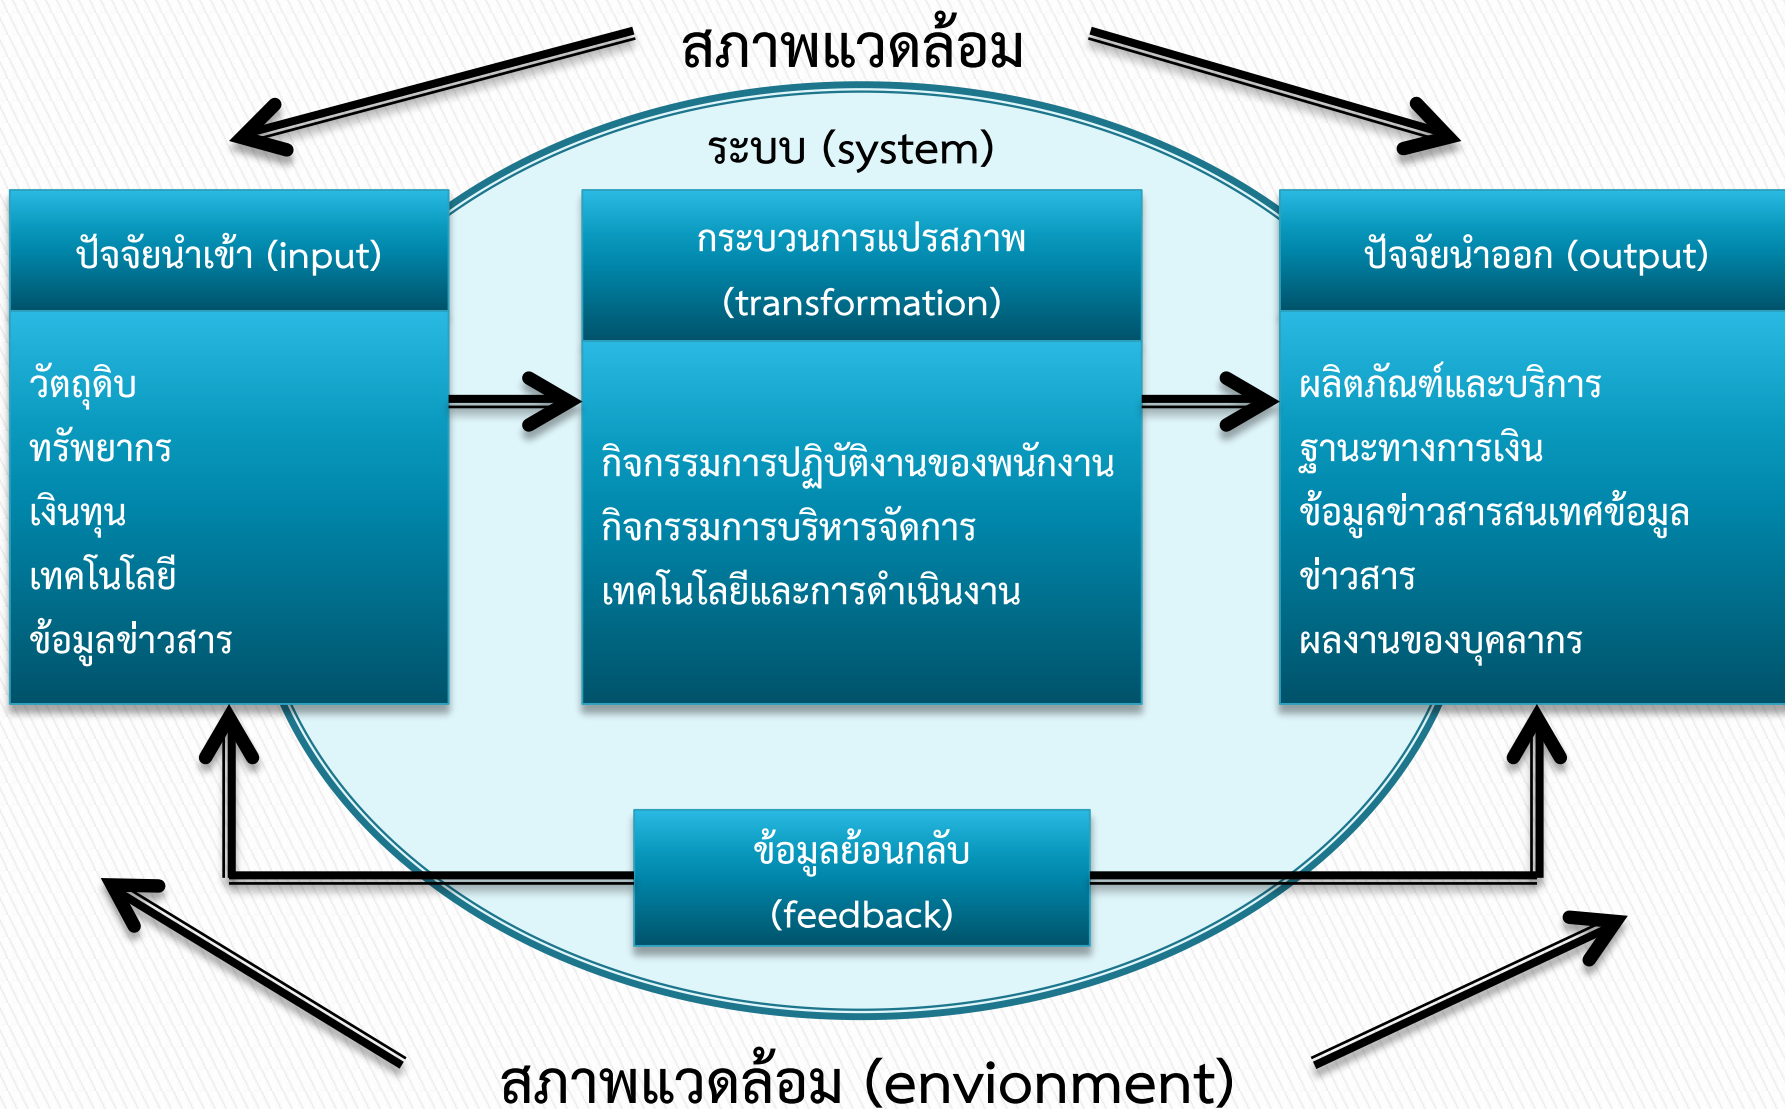 สภาพแวดล้อม
ระบบ (system)
ปัจจัยนำเข้า (input)
วัตถุดิบ
ทรัพยากร
เงินทุน
เทคโนโลยี
ข้อมูลข่าวสาร
กระบวนการแปรสภาพ
(transformation)
กิจกรรมการปฏิบัติงานของพนักงาน
กิจกรรมการบริหารจัดการ
เทคโนโลยีและการดำเนินงาน
ปัจจัยนำออก (output)
ผลิตภัณฑ์และบริการ
ฐานะทางการเงิน
ข้อมูลข่าวสารสนเทศข้อมูล
ข่าวสาร
ผลงานของบุคลากร
ข้อมูลย้อนกลับ
(feedback)
สภาพแวดล้อม (envionment)